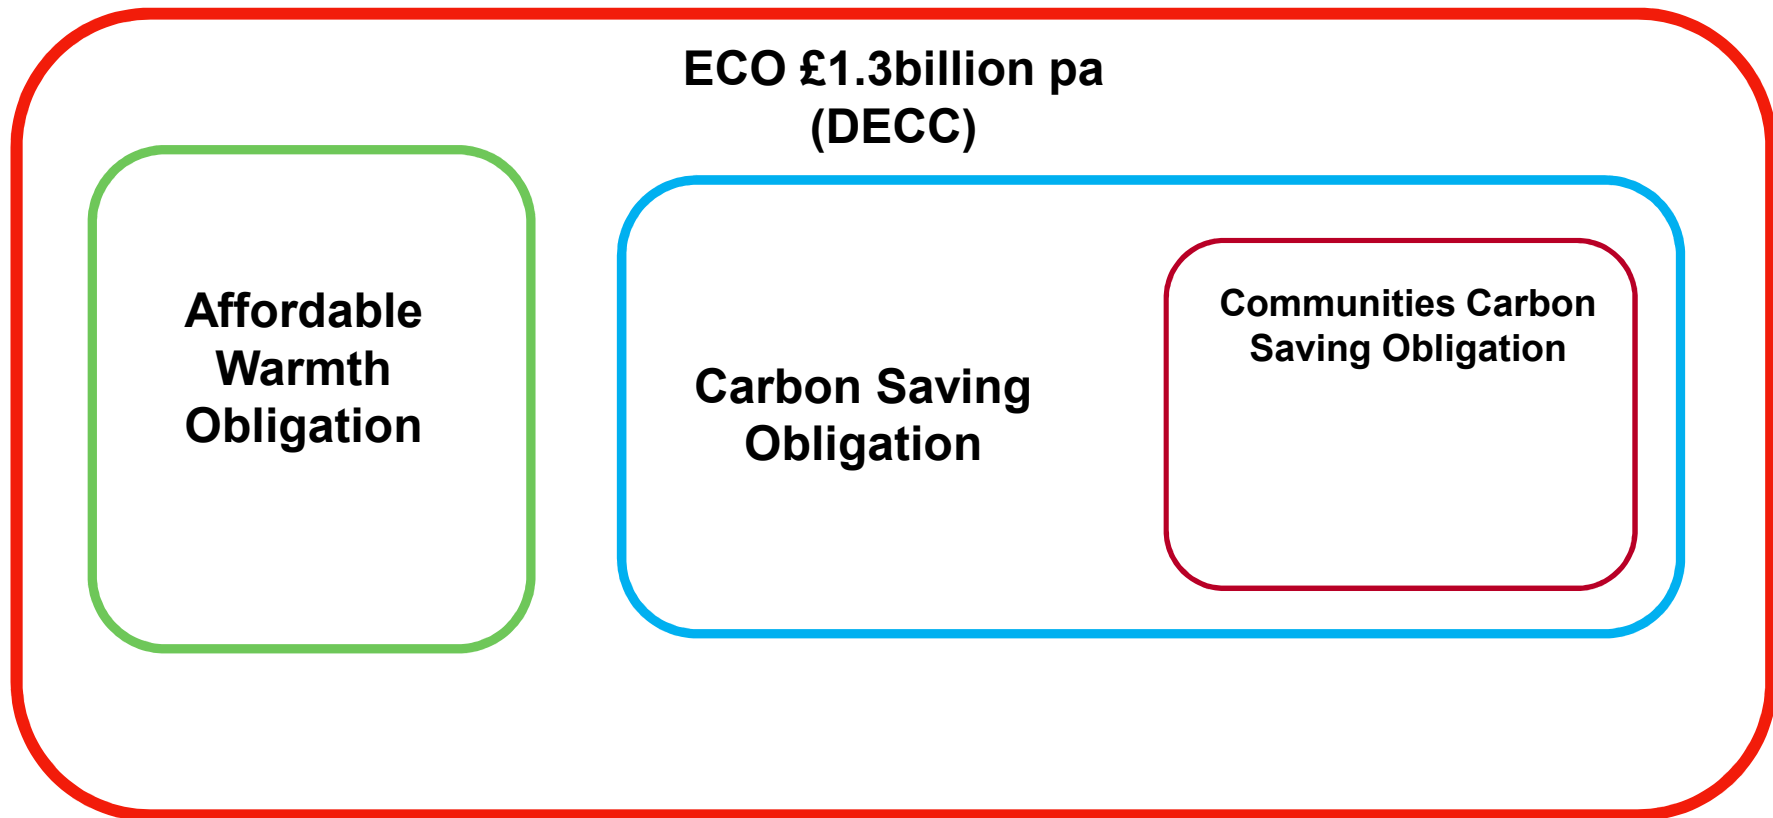 ECO £1.3billion pa
(DECC)
Affordable
Warmth
Obligation
Carbon Saving
Obligation
Communities Carbon
Saving Obligation